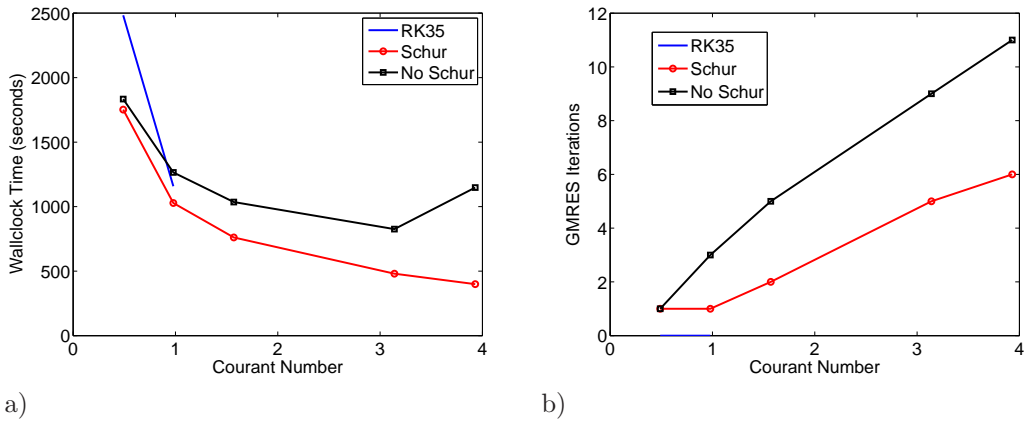 2500
2000
1500
1000
500
0
0
1
2
3
4
Wallclock Time (seconds)
Courant Number
RK35
Schur
No Schur
a)
12
10
8
6
4
2
0
0
1
2
3
4
GMRES Iterations
Courant Number
RK35
Schur
No Schur
b)